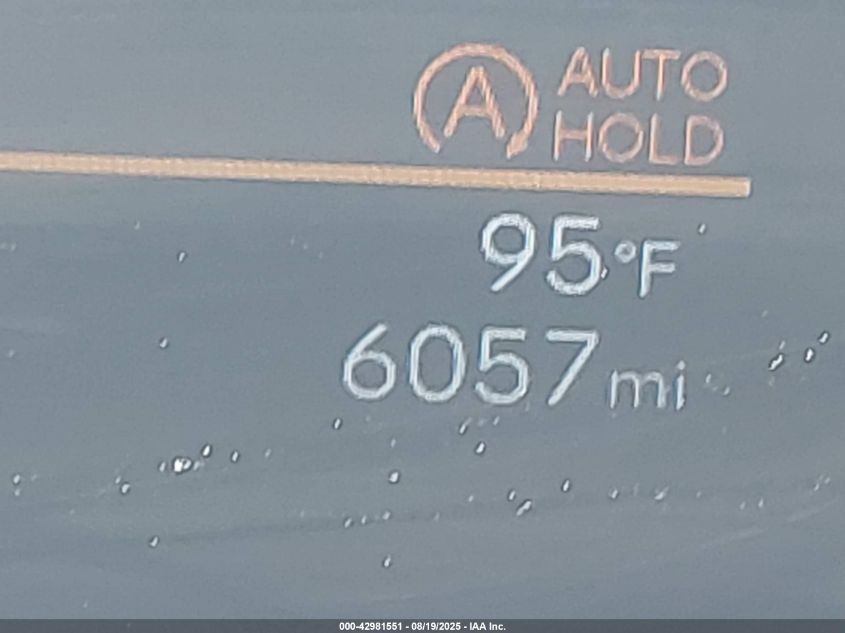 A AUTO
HOLD
95°F
6057 mi
000-42981551 - 08/19/2025 - IAA Inc.